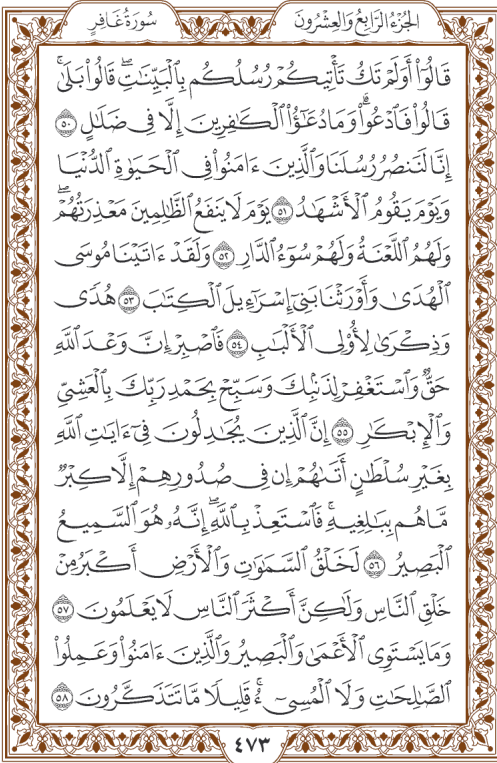 الجُزْءُ الرَّابِعُ وَالعِشْرُونَ سُورَةُ غَافِرٍ
قَالُوٓاْ أَوَلَمۡ تَكُ تَأۡتِيكُمۡ رُسُلُكُم بِٱلۡبَيِّنَٰتِۖ قَالُواْ بَلَىٰۚ
قَالُواْ فَٱدۡعُواْۗ وَمَا دُعَٰٓؤُاْ ٱلۡكَٰفِرِينَ إِلَّا فِي ضَلَٰلٍ ٥٠
إِنَّا لَنَنصُرُ رُسُلَنَا وَٱلَّذِينَ ءَامَنُواْ فِي ٱلۡحَيَوٰةِ ٱلدُّنۡيَا
وَيَوۡمَ يَقُومُ ٱلۡأَشۡهَٰدُ ٥١ يَوۡمَ لَا يَنفَعُ ٱلظَّٰلِمِينَ مَعۡذِرَتُهُمۡۖ
وَلَهُمُ ٱللَّعۡنَةُ وَلَهُمۡ سُوٓءُ ٱلدَّارِ ٥٢ وَلَقَدۡ ءَاتَيۡنَا مُوسَى
ٱلۡهُدَىٰ وَأَوۡرَثۡنَا بَنِيٓ إِسۡرَٰٓءِيلَ ٱلۡكِتَٰبَ ٥٣ هُدٗى
وَذِكۡرَىٰ لِأُوْلِي ٱلۡأَلۡبَٰبِ ٥٤ فَٱصۡبِرۡ إِنَّ وَعۡدَ ٱللَّهِ
حَقّٞ وَٱسۡتَغۡفِرۡ لِذَنۢبِكَ وَسَبِّحۡ بِحَمۡدِ رَبِّكَ بِٱلۡعَشِيِّ
وَٱلۡإِبۡكَٰرِ ٥٥ إِنَّ ٱلَّذِينَ يُجَٰدِلُونَ فِيٓ ءَايَٰتِ ٱللَّهِ
بِغَيۡرِ سُلۡطَٰنٍ أَتَىٰهُمۡ إِن فِي صُدُورِهِمۡ إِلَّا كِبۡرٞ
مَّا هُم بِبَٰلِغِيهِۚ فَٱسۡتَعِذۡ بِٱللَّهِۖ إِنَّهُۥ هُوَ ٱلسَّمِيعُ
ٱلۡبَصِيرُ ٥٦ لَخَلۡقُ ٱلسَّمَٰوَٰتِ وَٱلۡأَرۡضِ أَكۡبَرُ مِنۡ
خَلۡقِ ٱلنَّاسِ وَلَٰكِنَّ أَكۡثَرَ ٱلنَّاسِ لَا يَعۡلَمُونَ ٥٧
وَمَا يَسۡتَوِي ٱلۡأَعۡمَىٰ وَٱلۡبَصِيرُ وَٱلَّذِينَ ءَامَنُواْ وَعَمِلُواْ
ٱلصَّٰلِحَٰتِ وَلَا ٱلۡمُسِيٓءُۚ قَلِيلٗا مَّا تَتَذَكَّرُونَ ٥٨
٤٧٣